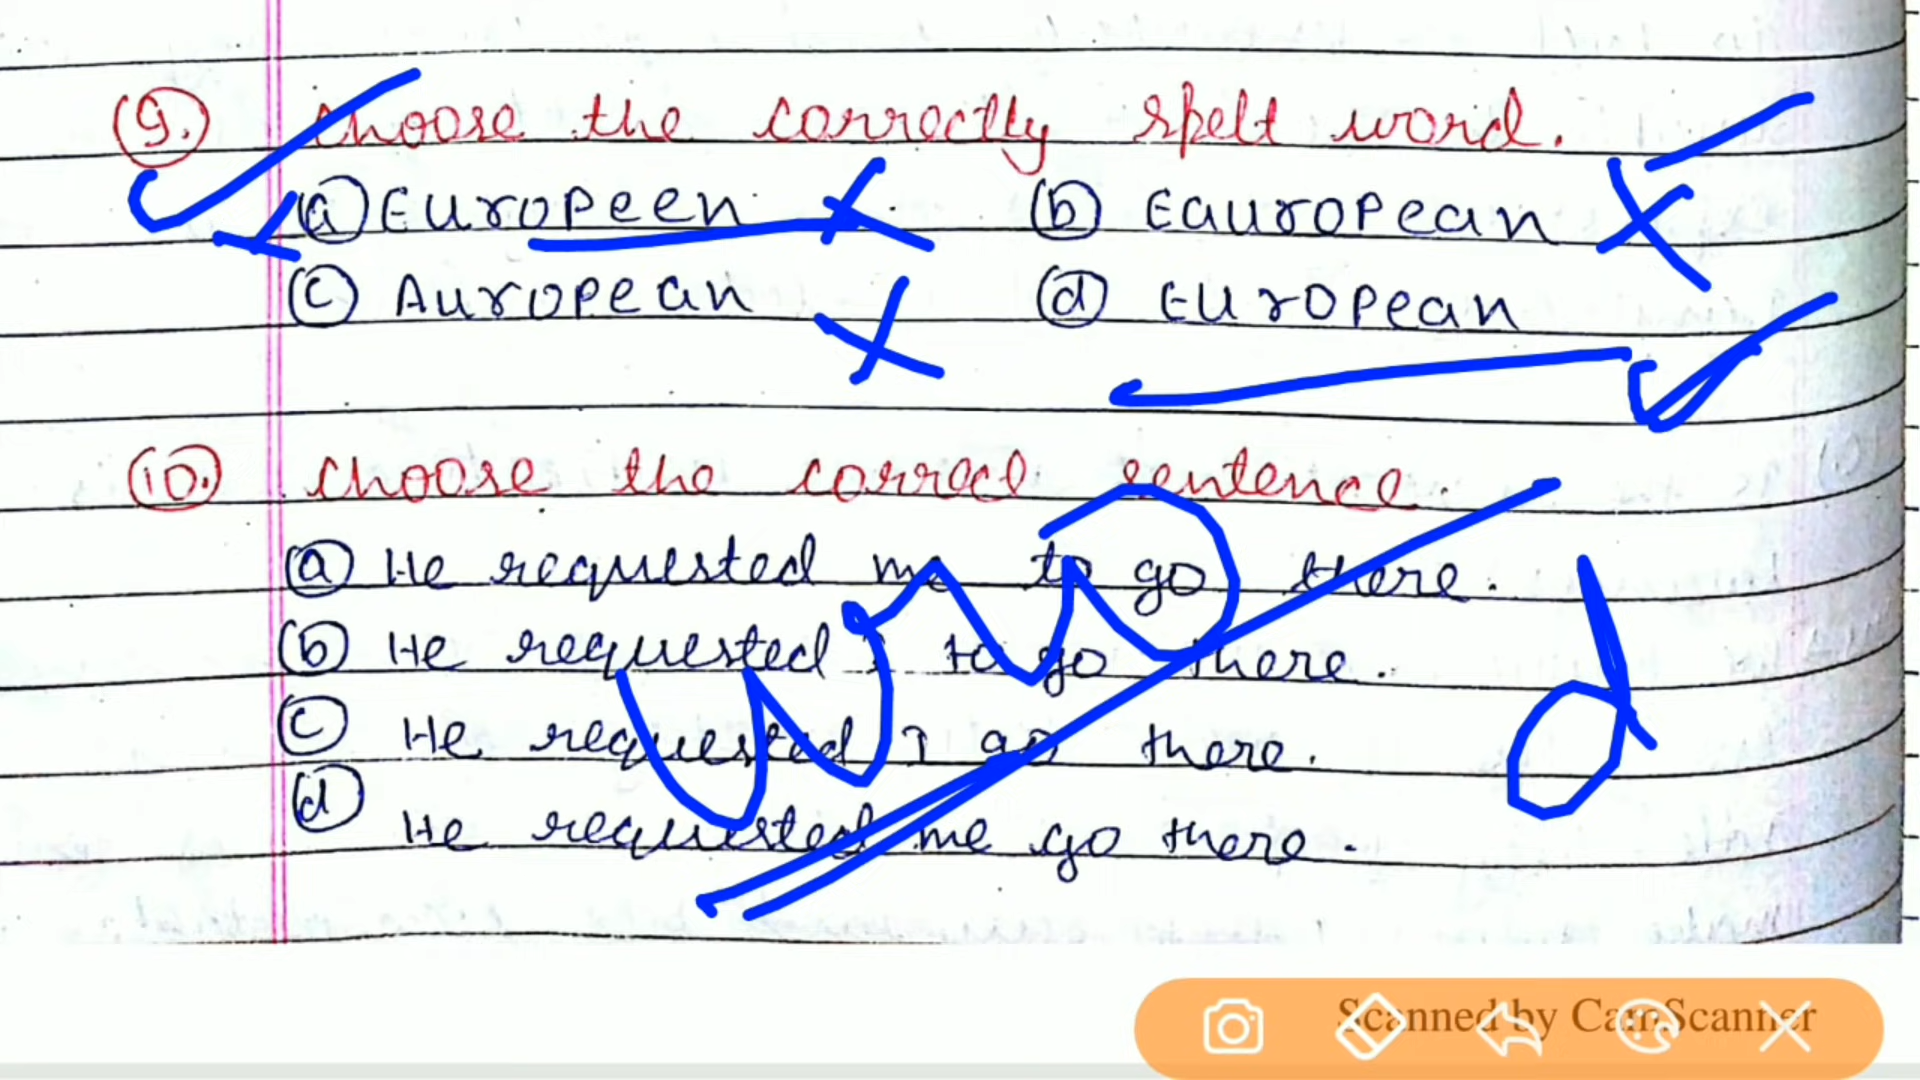 9. Choose the correctly spelt word.
(a) Europeen (b) Eauropean
(c) Auropean (d) European
10. Choose the correct sentence.
(a) He requested me to go there.
(b) He requested I to go there.
(c) He requested I go there.
(d) He requested me go there.
d
Scanned by CamScanner